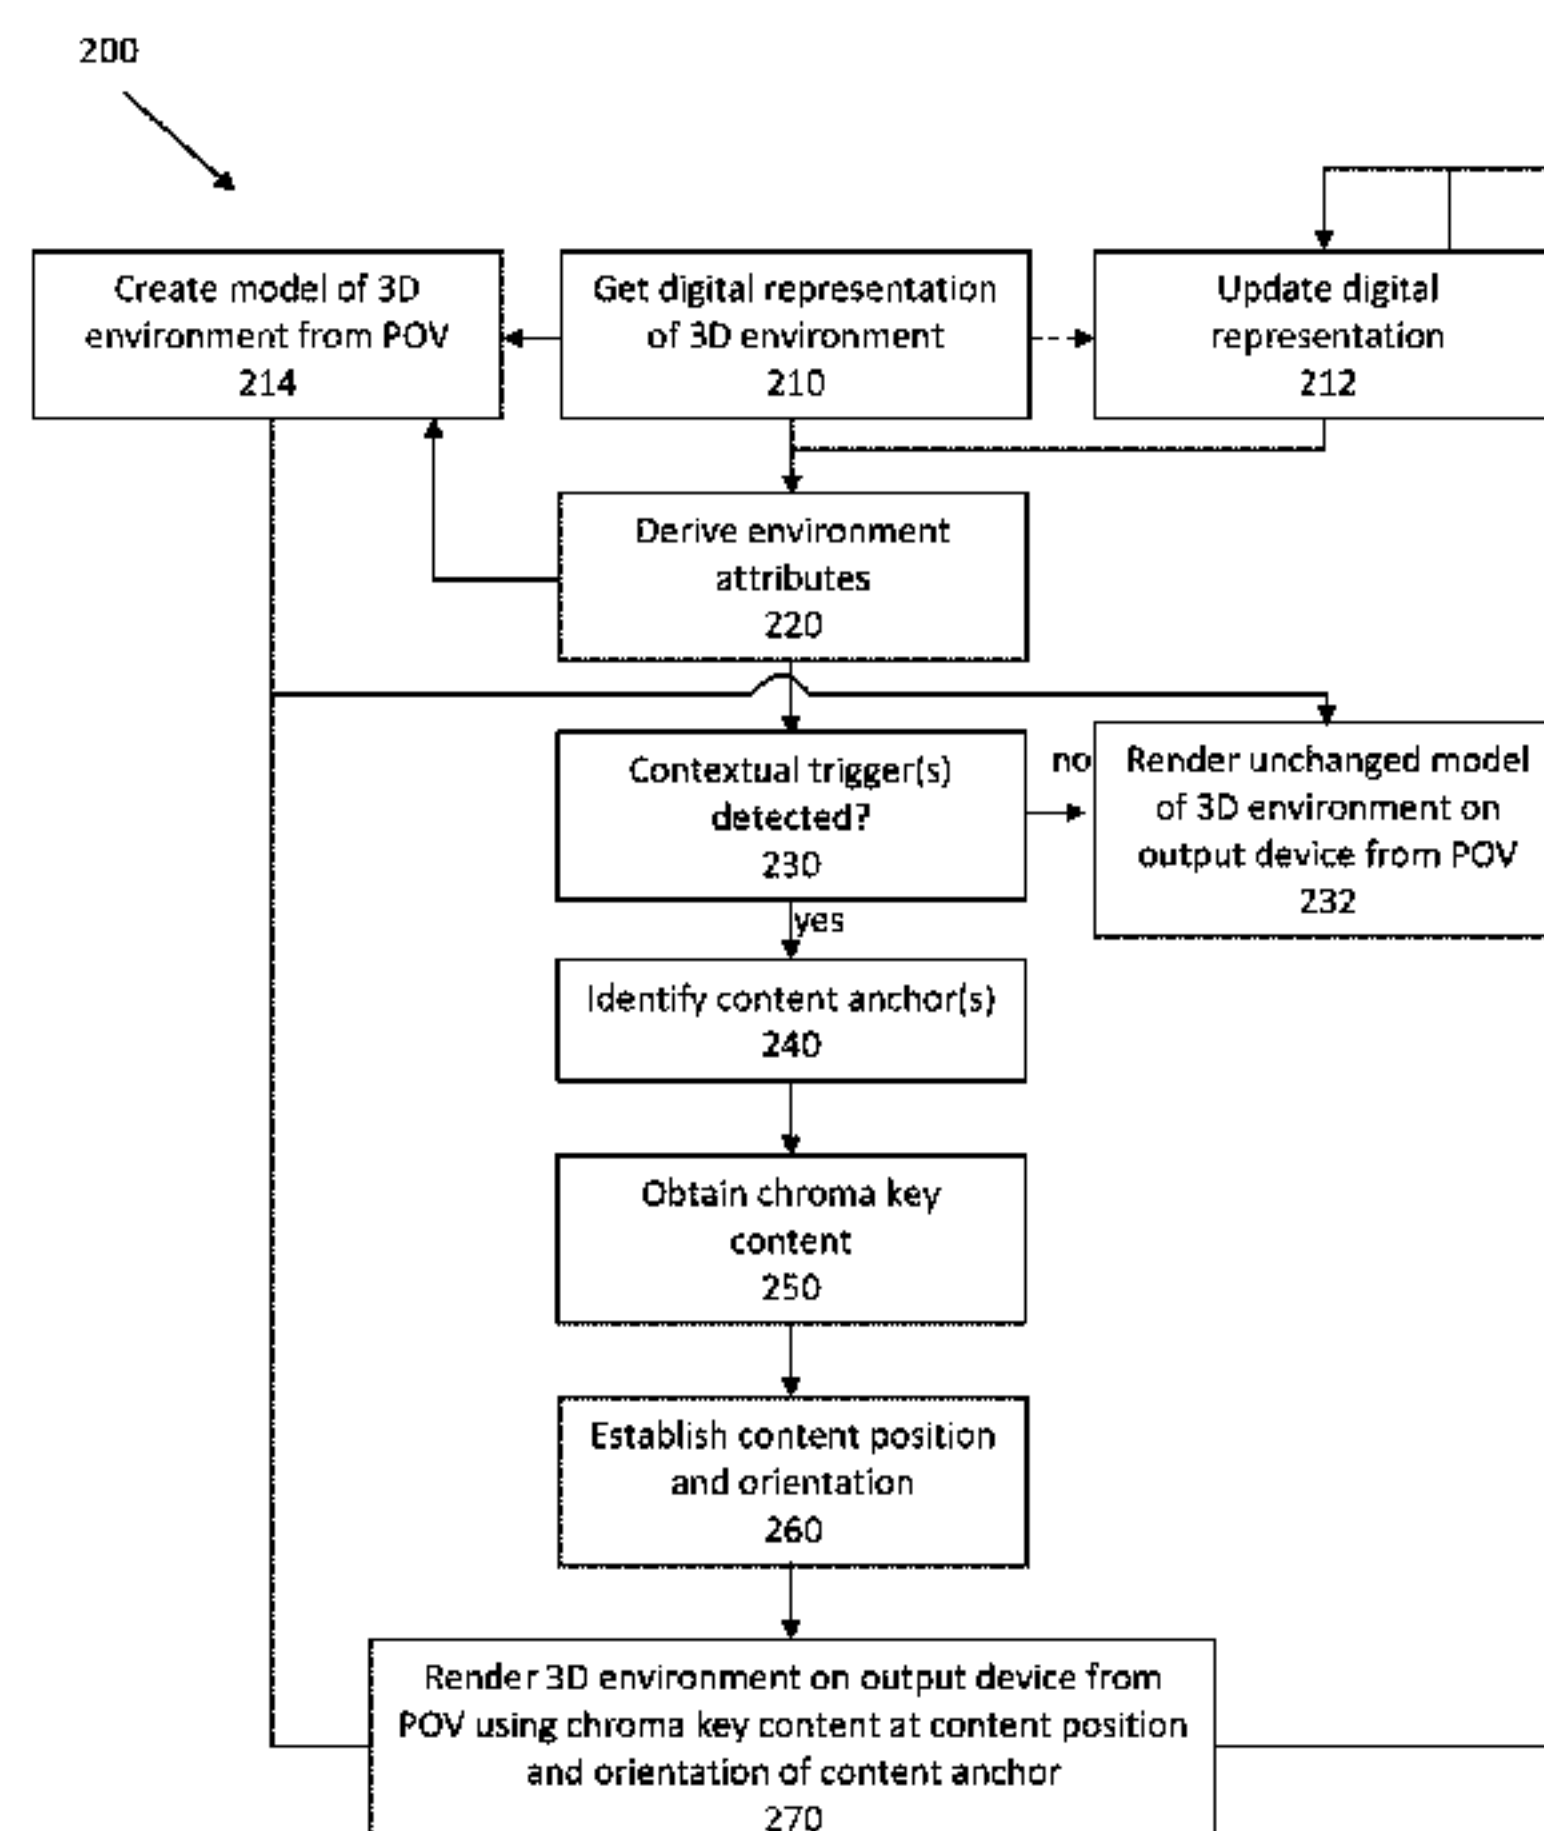 200
Create model of 3D
environment from POV
214
Get digital representation
of 3D environment
210
Update digital
representation
212
Derive environment
attributes
220
Contextual trigger(s)
detected?
230
no
Render unchanged model
of 3D environment on
output device from POV
232
yes
Identify content anchor(s)
240
Obtain chroma key
content
250
Establish content position
and orientation
260
Render 3D environment on output device from
POV using chroma key content at content position
and orientation of content anchor
270